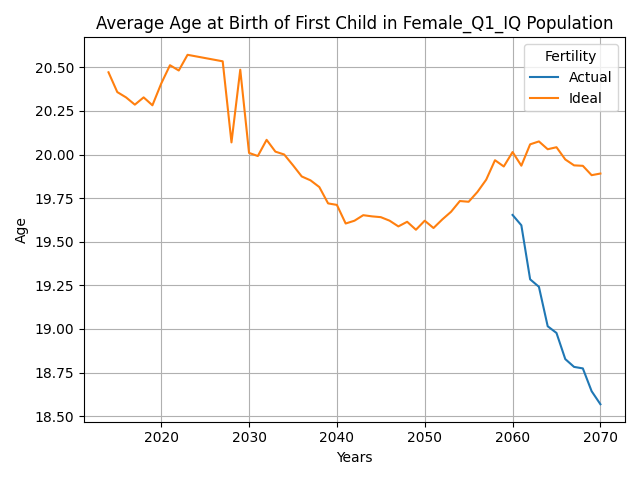 Average Age at Birth of First Child in Female_Q1_IQ Population
Fertility
Actual
Ideal
Age
20.50
20.25
20.00
19.75
19.50
19.25
19.00
18.75
18.50
2020 2030 2040 2050 2060 2070
Years